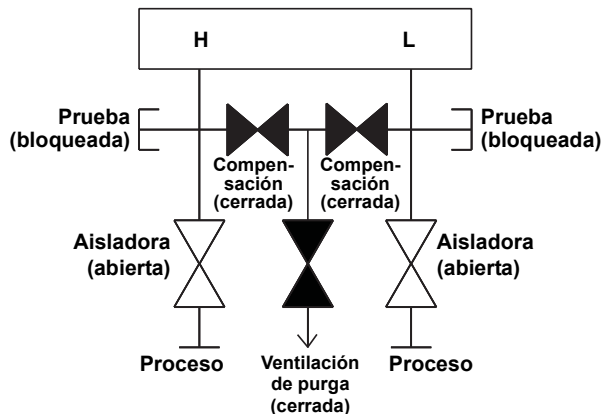 H
L
Prueba
(bloqueada)
Prueba
(bloqueada)
Compen-
sación
(cerrada)
Compen-
sación
(cerrada)
Aisladora
(abierta)
Aisladora
(abierta)
Proceso
Ventilación
de purga
(cerrada)
Proceso